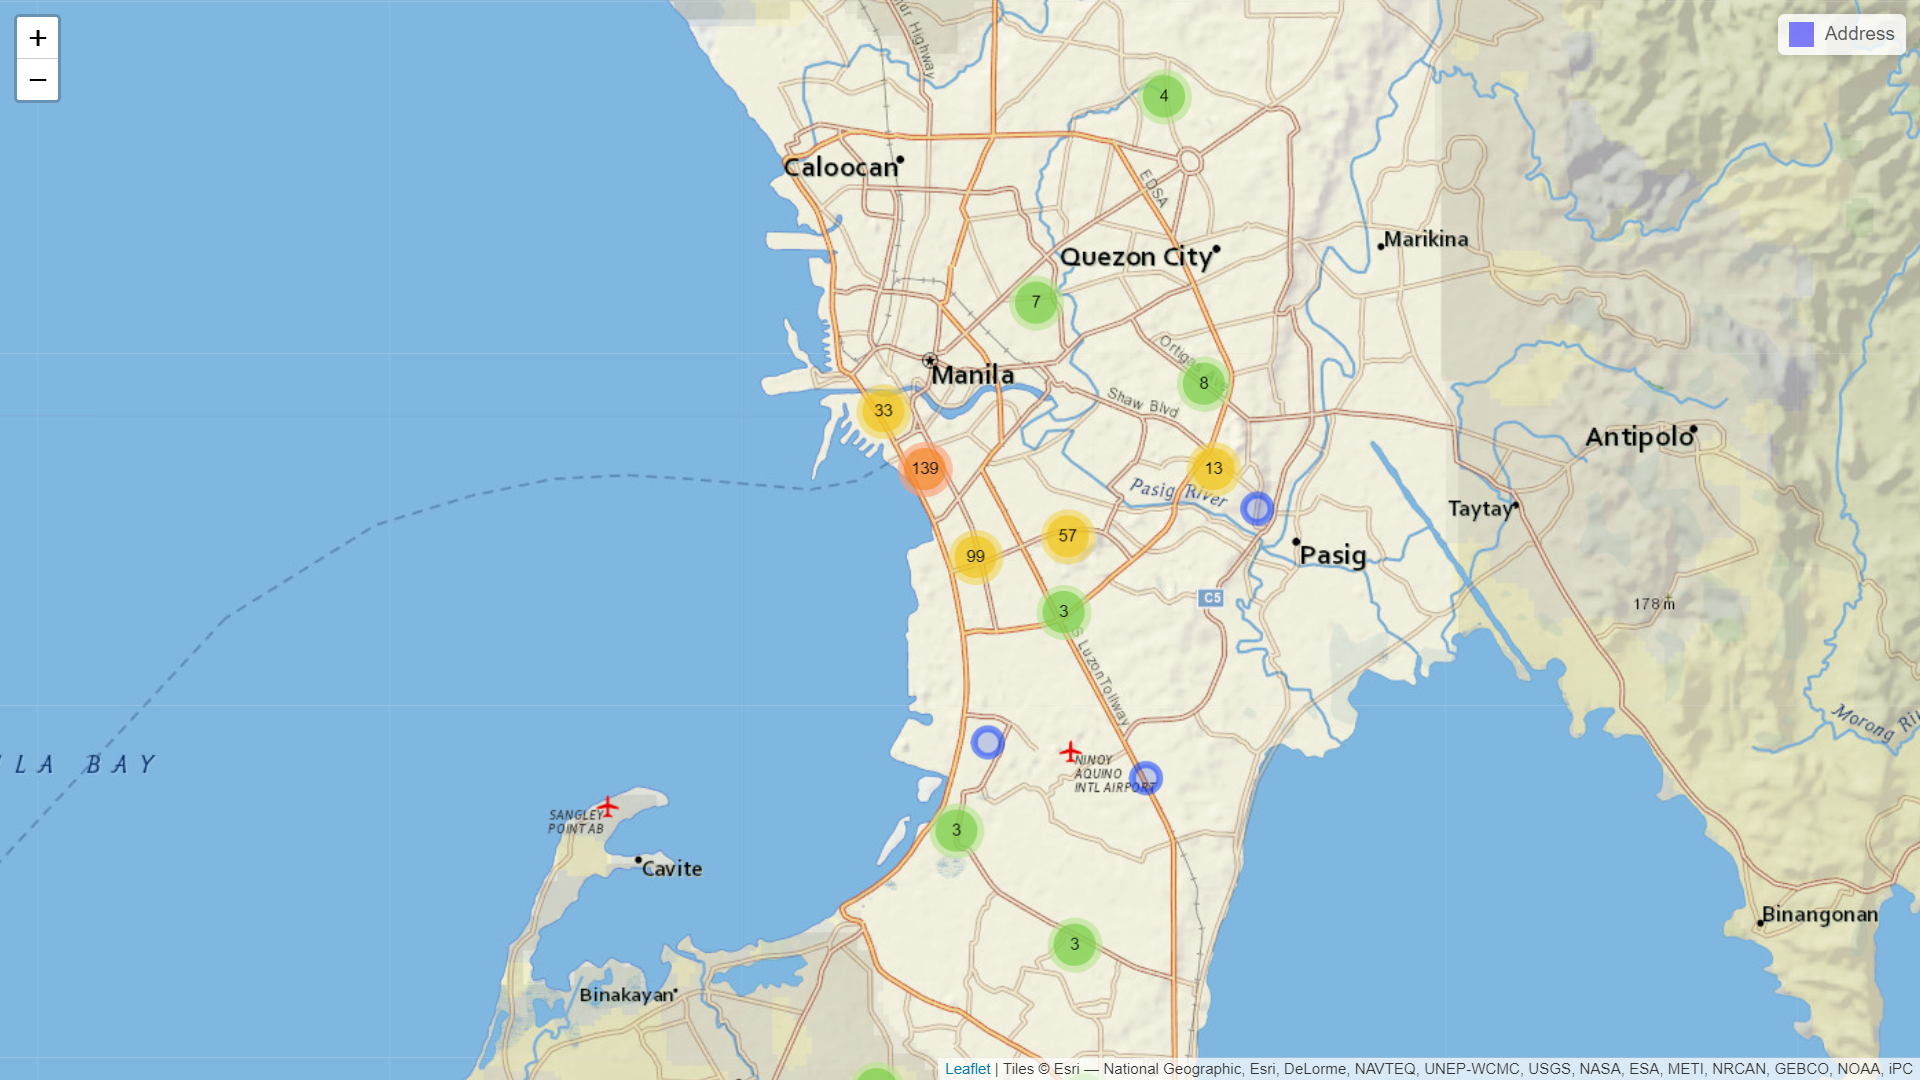 +
−
Address
Highway
4
Caloocan
EDSA
Quezon City
Marikina
7
Ortigas Ave
Manila
8
Shaw Blvd
33
Antipolo
139
13
Pasig River
Taytay
57
99
Pasig
C5
178 m
3
S Luzon Tollway
Morong
LA BAY
NINOY
AQUINO
INTL AIRPORT
SANGLEY
POINT AB
3
Cavite
Binangonan
3
Binakayan
Leaflet | Tiles © Esri — National Geographic, Esri, DeLorme, NAVTEQ, UNEP-WCMC, USGS, NASA, ESA, METI, NRCAN, GEBCO, NOAA, iPC